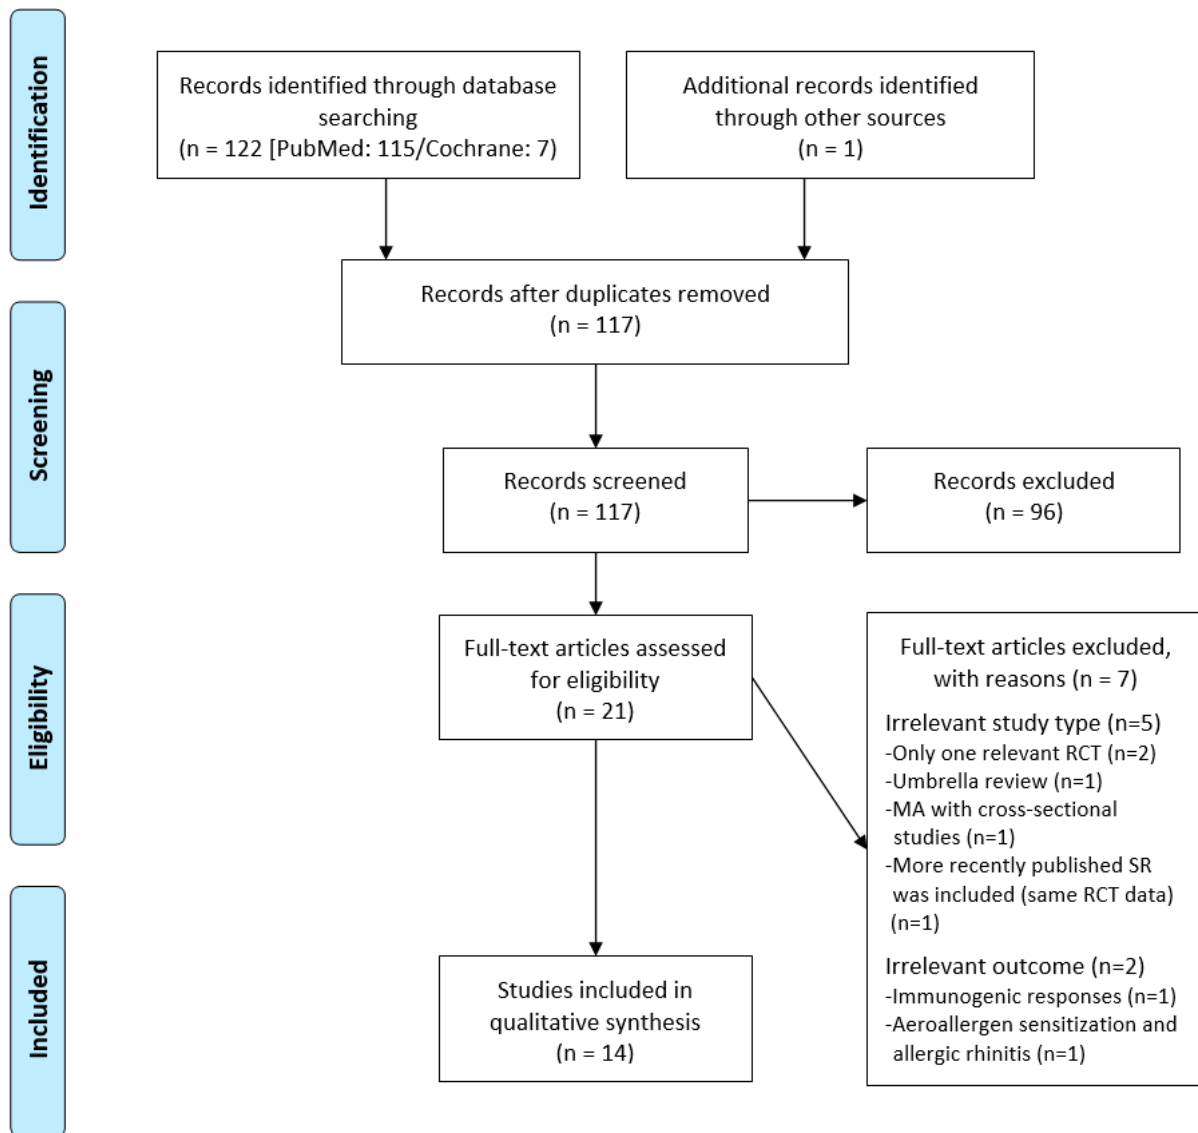 Identification
Records identified through database
searching
(n = 122 [PubMed: 115/Cochrane: 7)
Additional records identified
through other sources
(n = 1)
Records after duplicates removed
(n = 117)
Screening
Records screened
(n = 117)
Records excluded
(n = 96)
Eligibility
Full-text articles assessed
for eligibility
(n = 21)
Full-text articles excluded,
with reasons (n = 7)
Irrelevant study type (n=5)
-Only one relevant RCT (n=2)
-Umbrella review (n=1)
-MA with cross-sectional
studies (n=1)
-More recently published SR
was included (same RCT data)
(n=1)
Irrelevant outcome (n=2)
-Immunogenic responses (n=1)
-Aeroallergen sensitization and
allergic rhinitis (n=1)
Included
Studies included in
qualitative synthesis
(n = 14)